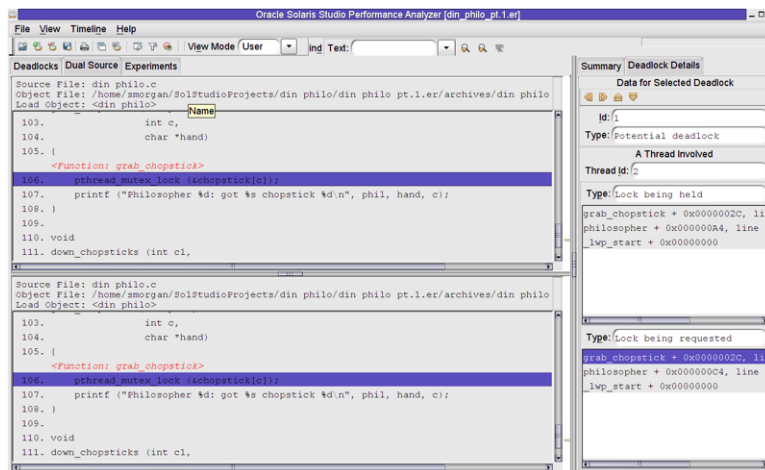 Oracle Solaris Studio Performance Analyzer [din_philo_pt.1.er]
File View Timeline Help
View Mode User ind Text:
Deadlocks Dual Source Experiments
Source File: din philo.c
Object File: /home/smorgan/SolStudioProjects/din philo/din philo pt.1.er/archives/din philo
Load Object: <din philo>
Name
103. int c,
104. char *hand)
105. {
<Function: grab_chopstick>
106. pthread_mutex_lock (&chopstick[c]);
107. printf ("Philosopher %d: got %s chopstick %d\n", phil, hand, c);
108. }
109.
110. void
111. down_chopsticks (int c1,
Source File: din philo.c
Object File: /home/smorgan/SolStudioProjects/din philo/din philo pt.1.er/archives/din philo
Load Object: <din philo>
103. int c,
104. char *hand)
105. {
<Function: grab_chopstick>
106. pthread_mutex_lock (&chopstick[c]);
107. printf ("Philosopher %d: got %s chopstick %d\n", phil, hand, c);
108. }
109.
110. void
111. down_chopsticks (int c1,
Summary Deadlock Details
Data for Selected Deadlock
Id: 1
Type: Potential deadlock
A Thread Involved
Thread Id: 2
Type: Lock being held
grab_chopstick + 0x0000002C, li
philosopher + 0x000000A4, line
_lwp_start + 0x00000000
Type: Lock being requested
grab_chopstick + 0x0000002C, li
philosopher + 0x000000C4, line
_lwp_start + 0x00000000